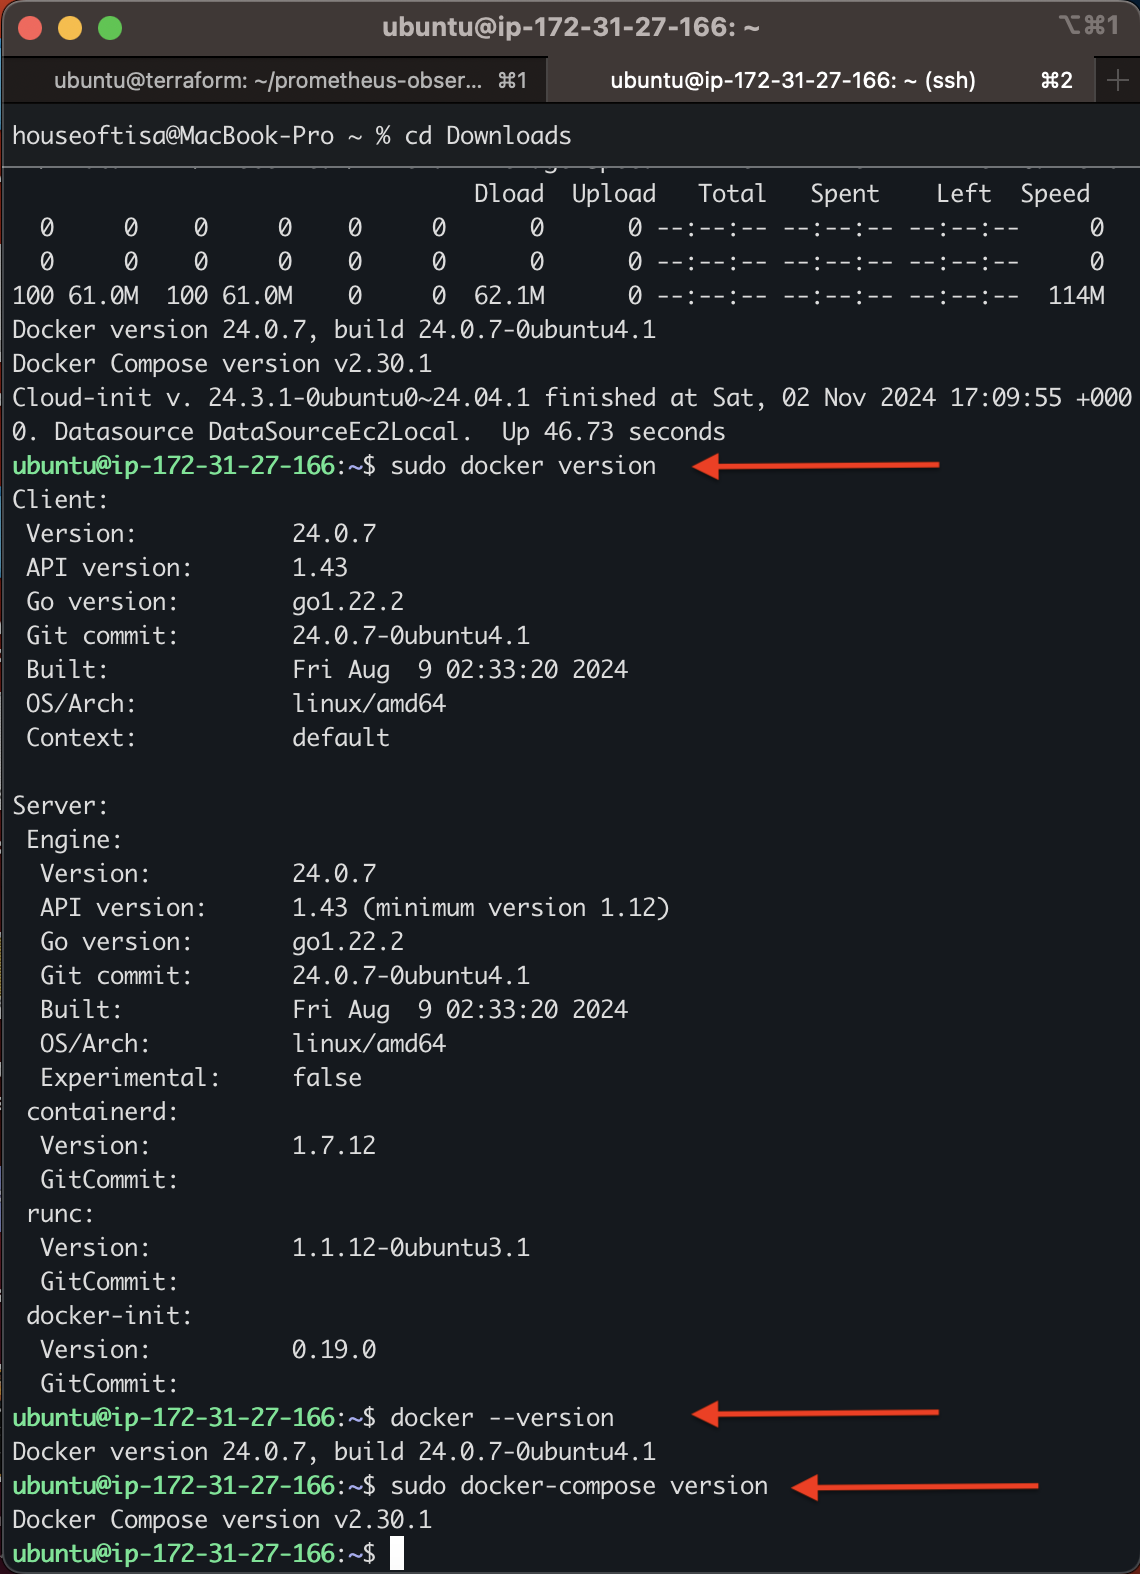 ubuntu@ip-172-31-27-166: ~ ⌥⌘1
ubuntu@terraform: ~/prometheus-obser... ⌘1 ubuntu@ip-172-31-27-166: ~ (ssh) ⌘2 +
houseoftisa@MacBook-Pro ~ % cd Downloads
Dload  Upload   Total   Spent    Left  Speed
  0     0    0     0    0     0      0      0 --:--:-- --:--:-- --:--:--     0
  0     0    0     0    0     0      0      0 --:--:-- --:--:-- --:--:--     0
100 61.0M  100 61.0M    0     0  62.1M      0 --:--:-- --:--:-- --:--:--  114M
Docker version 24.0.7, build 24.0.7-0ubuntu4.1
Docker Compose version v2.30.1
Cloud-init v. 24.3.1-0ubuntu0~24.04.1 finished at Sat, 02 Nov 2024 17:09:55 +000
0. Datasource DataSourceEc2Local.  Up 46.73 seconds
ubuntu@ip-172-31-27-166:~$ sudo docker version
Client:
 Version:           24.0.7
 API version:       1.43
 Go version:        go1.22.2
 Git commit:        24.0.7-0ubuntu4.1
 Built:             Fri Aug  9 02:33:20 2024
 OS/Arch:           linux/amd64
 Context:           default
Server:
 Engine:
  Version:          24.0.7
  API version:      1.43 (minimum version 1.12)
  Go version:       go1.22.2
  Git commit:       24.0.7-0ubuntu4.1
  Built:            Fri Aug  9 02:33:20 2024
  OS/Arch:          linux/amd64
  Experimental:     false
 containerd:
  Version:          1.7.12
  GitCommit:
 runc:
  Version:          1.1.12-0ubuntu3.1
  GitCommit:
 docker-init:
  Version:          0.19.0
  GitCommit:
ubuntu@ip-172-31-27-166:~$ docker --version
Docker version 24.0.7, build 24.0.7-0ubuntu4.1
ubuntu@ip-172-31-27-166:~$ sudo docker-compose version
Docker Compose version v2.30.1
ubuntu@ip-172-31-27-166:~$